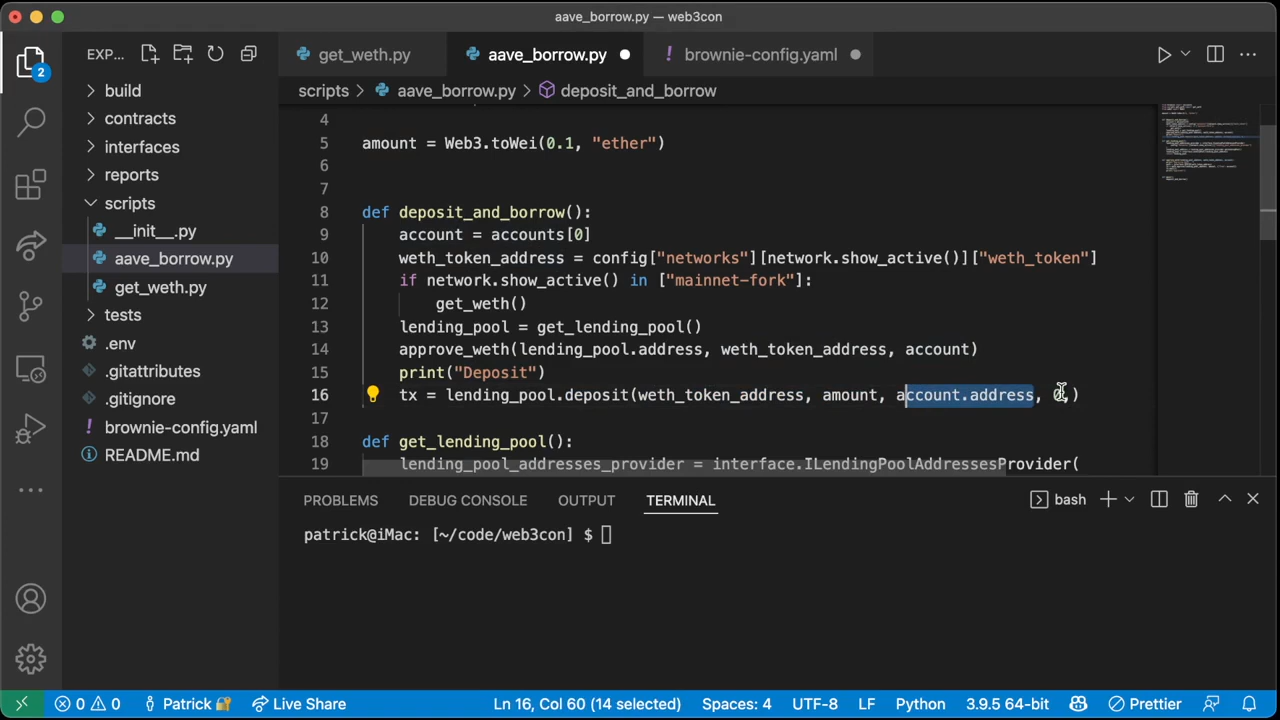 aave_borrow.py — web3con
2
EXP...
get_weth.py
aave_borrow.py
! brownie-config.yaml
scripts > aave_borrow.py > deposit_and_borrow
build
contracts
interfaces
reports
scripts
__init__.py
aave_borrow.py
get_weth.py
tests
.env
.gitattributes
.gitignore
! brownie-config.yaml
README.md
4
5 amount = Web3.toWei(0.1, "ether")
6
7
8 def deposit_and_borrow():
9 account = accounts[0]
10 weth_token_address = config["networks"][network.show_active()]["weth_token"]
11 if network.show_active() in ["mainnet-fork"]:
12 get_weth()
13 lending_pool = get_lending_pool()
14 approve_weth(lending_pool.address, weth_token_address, account)
15 print("Deposit")
16 tx = lending_pool.deposit(weth_token_address, amount, account.address, 0,)
17
18 def get_lending_pool():
19 lending_pool_addresses_provider = interface.ILendingPoolAddressesProvider(
PROBLEMS DEBUG CONSOLE OUTPUT TERMINAL
bash
patrick@iMac: [~/code/web3con] $
0 0 Patrick Live Share Ln 16, Col 60 (14 selected) Spaces: 4 UTF-8 LF Python 3.9.5 64-bit Prettier